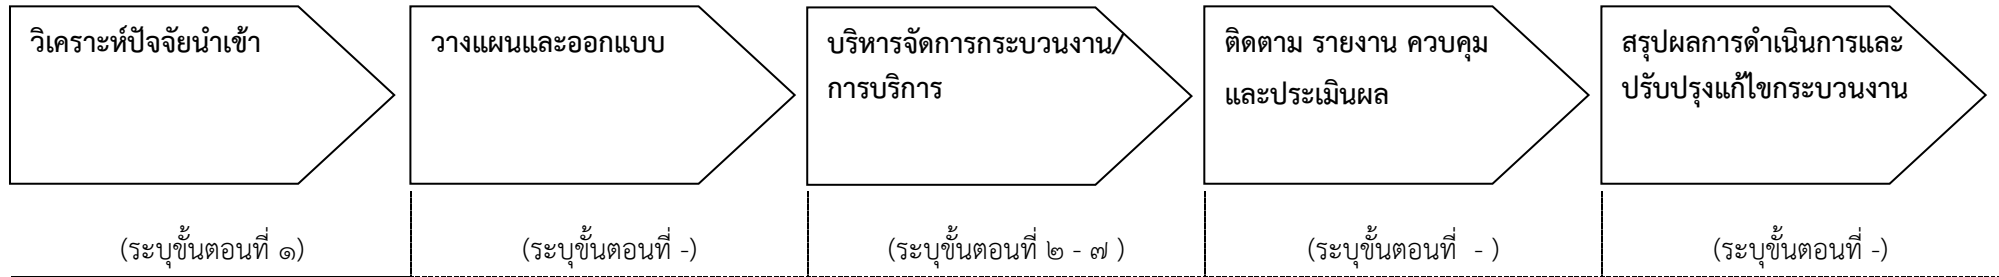 วิเคราะห์ปัจจัยนำเข้า
วางแผนและออกแบบ
บริหารจัดการกระบวนงาน/
การบริการ
ติดตาม รายงาน ควบคุม
และประเมินผล
สรุปผลการดำเนินการและ
ปรับปรุงแก้ไขกระบวนงาน
(ระบุขั้นตอนที่ ๑)
(ระบุขั้นตอนที่ -)
(ระบุขั้นตอนที่ ๒ - ๗ )
(ระบุขั้นตอนที่ - )
(ระบุขั้นตอนที่ -)